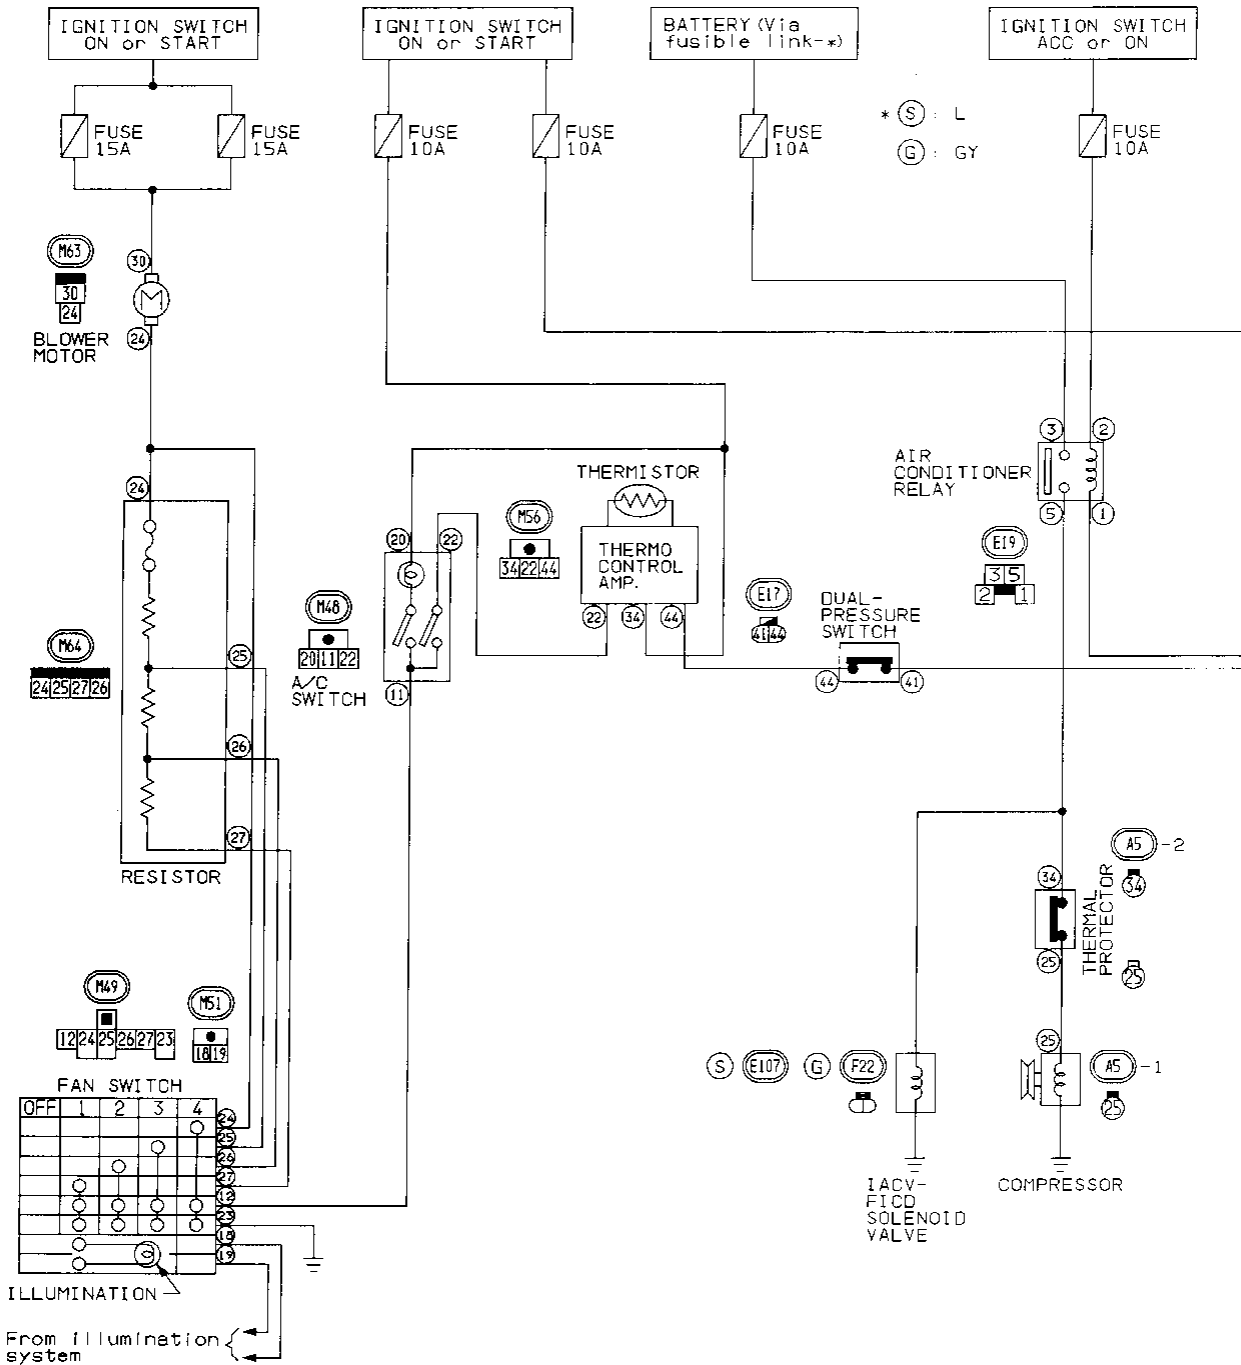 IGNITION SWITCH
ON or START
IGNITION SWITCH
ON or START
BATTERY (Via
fusible link-*)
IGNITION SWITCH
ACC or ON
FUSE
15A
FUSE
15A
FUSE
10A
FUSE
10A
FUSE
10A
* S : L
G : GY
FUSE
10A
M63
30
24
BLOWER
MOTOR
30
24
3
2
AIR
CONDITIONER
RELAY
5
1
E19
3 5
2 1
24
THERMISTOR
M56
34 22 44
THERMO
CONTROL
AMP.
22
34
44
20
22
M48
20 11 22
A/C
SWITCH
11
E17
41 44
DUAL-
PRESSURE
SWITCH
44
41
M64
24 25 27 26
25
26
27
RESISTOR
A5 -2
34
34
THERMAL
PROTECTOR
25
25
M49
12 24 25 26 27 23
M51
18 19
FAN SWITCH
OFF 1 2 3 4
24
25
26
27
12
23
18
19
S E107 G F22
25
A5 -1
25
IACV-
FICD
SOLENOID
VALVE
COMPRESSOR
ILLUMINATION
From illumination
system